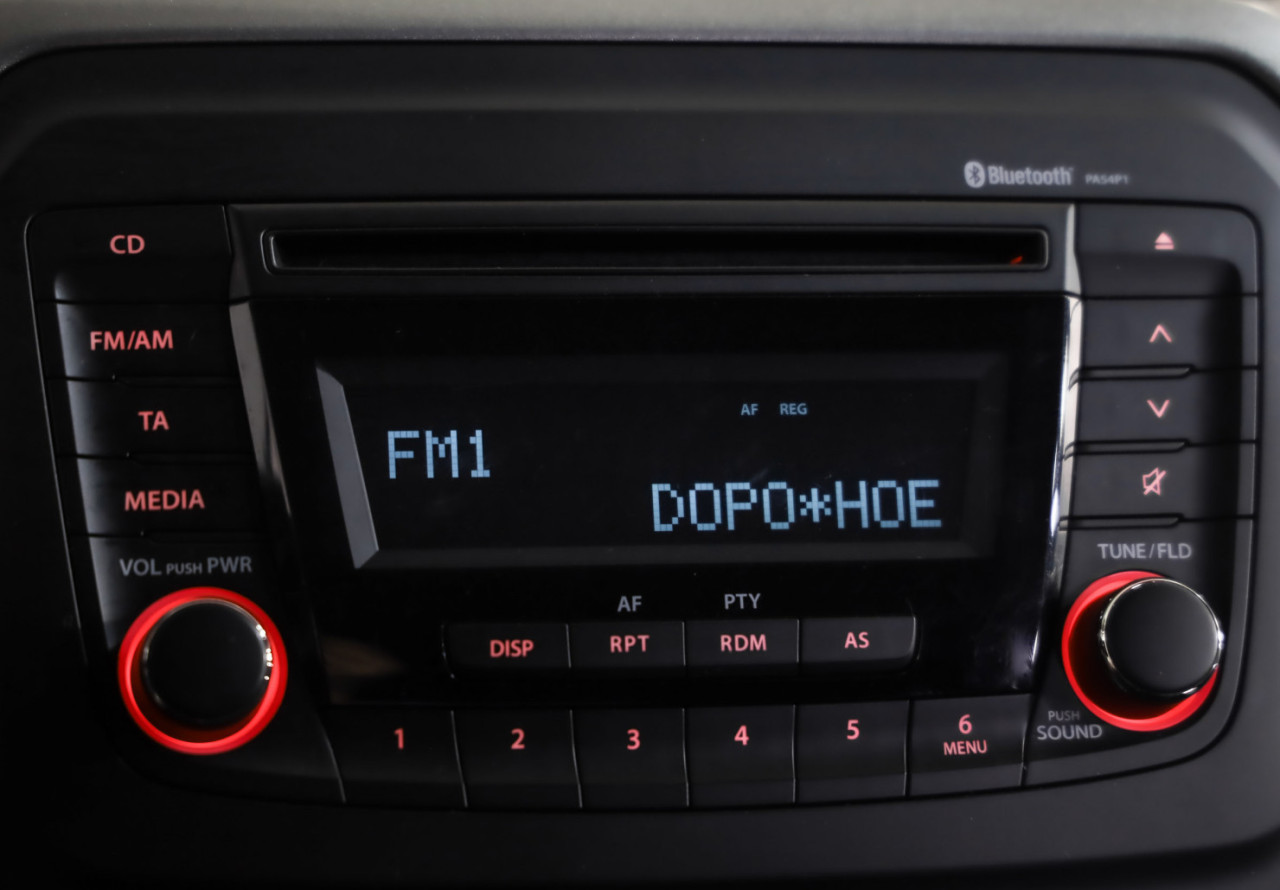 Bluetooth PA54P1
CD
FM/AM
TA
MEDIA
AF REG
FM1
DOPO*HOE
VOL PUSH PWR
TUNE/FLD
AF PTY
DISP RPT RDM AS
PUSH
SOUND
1 2 3 4 5 6
MENU